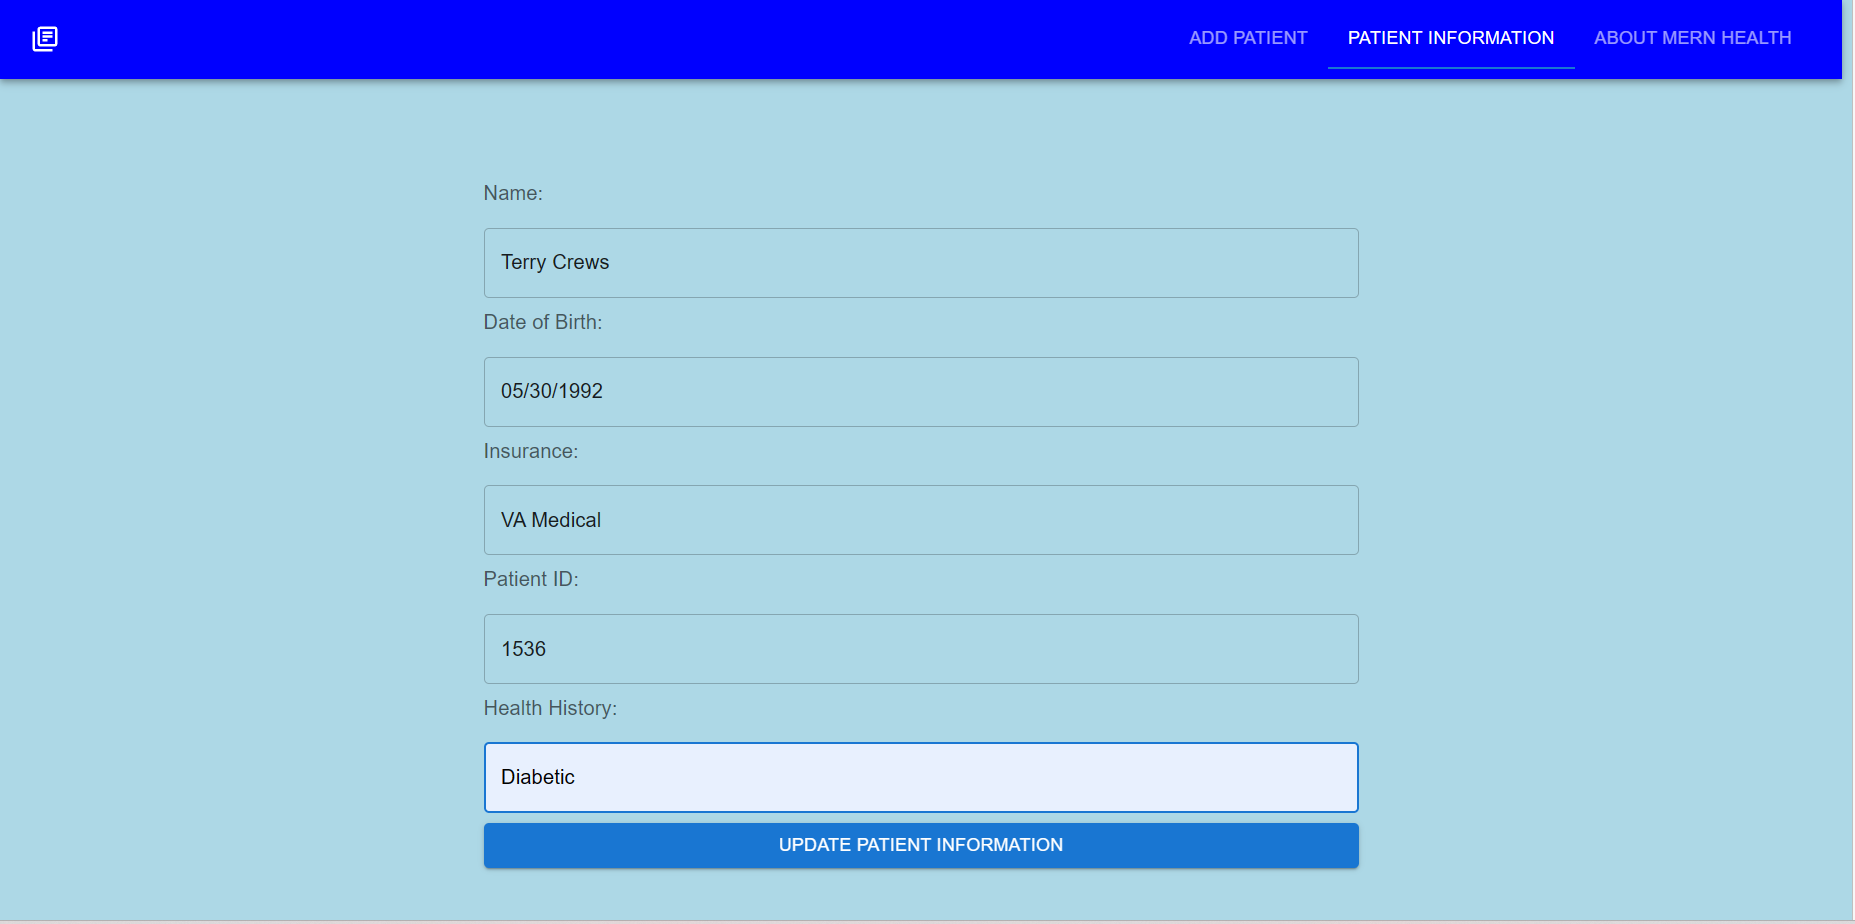 ADD PATIENT PATIENT INFORMATION ABOUT MERN HEALTH
Name:
Terry Crews
Date of Birth:
05/30/1992
Insurance:
VA Medical
Patient ID:
1536
Health History:
Diabetic
UPDATE PATIENT INFORMATION